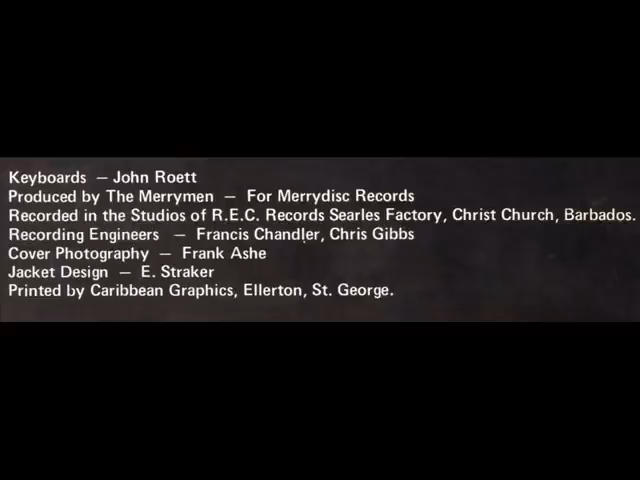 Keyboards — John Roett
Produced by The Merrymen — For Merrydisc Records
Recorded in the Studios of R.E.C. Records Searles Factory, Christ Church, Barbados.
Recording Engineers — Francis Chandler, Chris Gibbs
Cover Photography — Frank Ashe
Jacket Design — E. Straker
Printed by Caribbean Graphics, Ellerton, St. George.